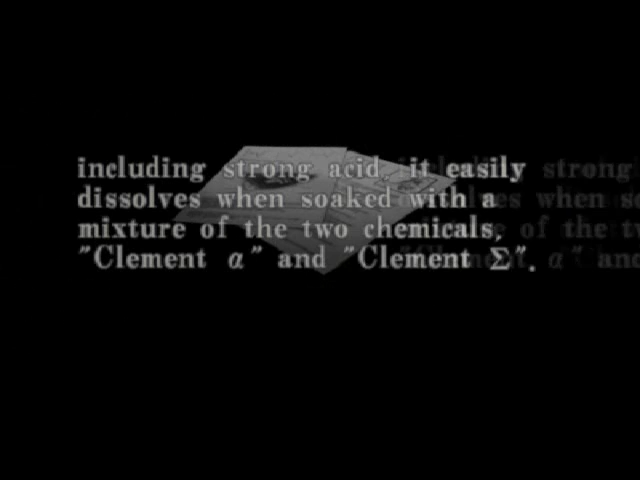 including strong acid, it easily
dissolves when soaked with a
mixture of the two chemicals,
"Clement α" and "Clement Σ".